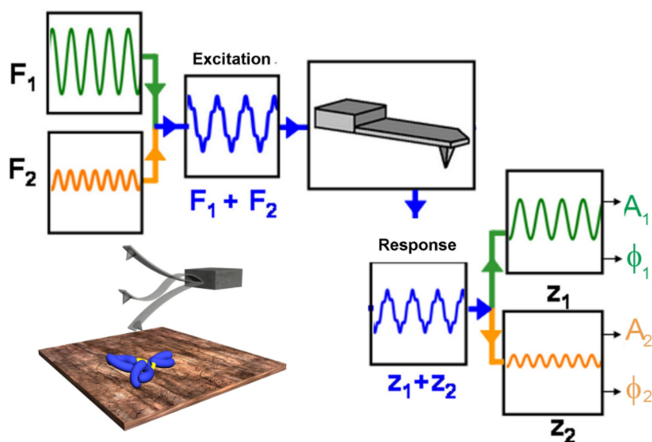 F₁
F₂
Excitation
F₁ + F₂
Response
z₁+z₂
A₁
ϕ₁
z₁
A₂
ϕ₂
z₂